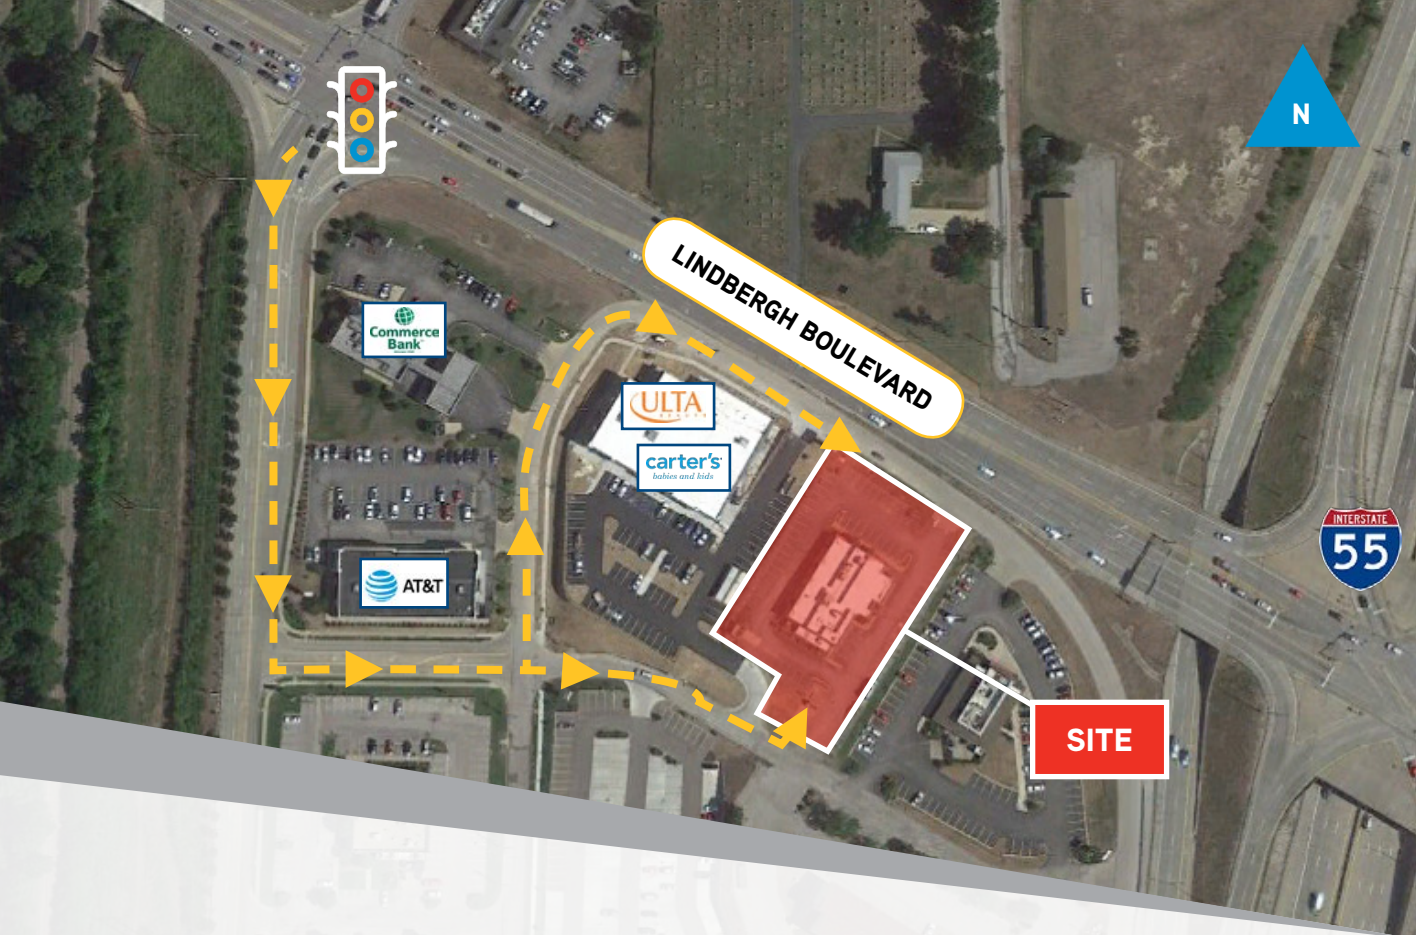 N
LINDBERGH BOULEVARD
Commerce
Bank
ULTA
BEAUTY
carter's
babies and kids
INTERSTATE
55
AT&T
SITE